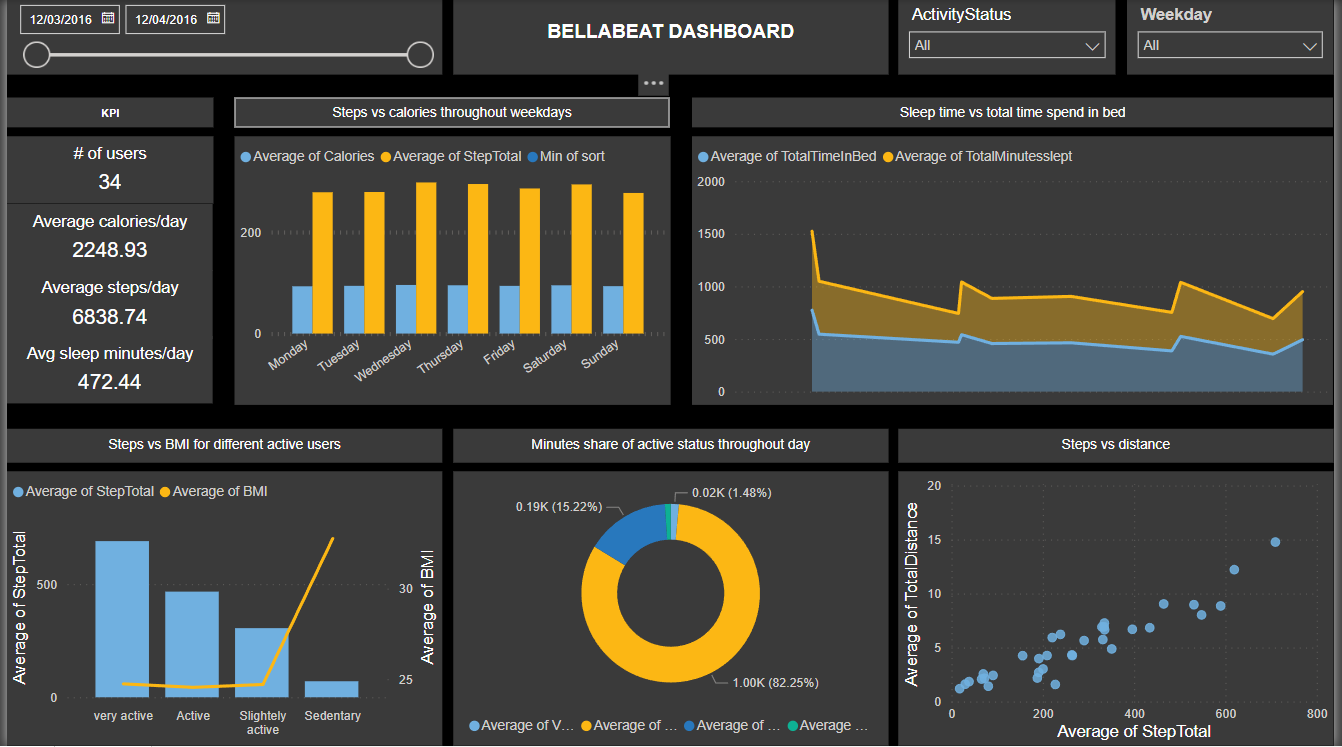 12/03/2016
12/04/2016
BELLABEAT DASHBOARD
ActivityStatus
All
Weekday
All
KPI
# of users
34
Average calories/day
2248.93
Average steps/day
6838.74
Avg sleep minutes/day
472.44
Steps vs calories throughout weekdays
Average of Calories Average of StepTotal Min of sort
200
0
Monday Tuesday Wednesday Thursday Friday Saturday Sunday
Sleep time vs total time spend in bed
Average of TotalTimeInBed Average of TotalMinutesslept
2000
1500
1000
500
0
Steps vs BMI for different active users
Average of StepTotal Average of BMI
Average of StepTotal
500
0
30
25
Average of BMI
very active Active Slightely active Sedentary
Minutes share of active status throughout day
0.02K (1.48%)
0.19K (15.22%)
1.00K (82.25%)
Average of V... Average of ... Average of ... Average ...
Steps vs distance
Average of TotalDistance
20
15
10
5
0
0 200 400 600 800
Average of StepTotal